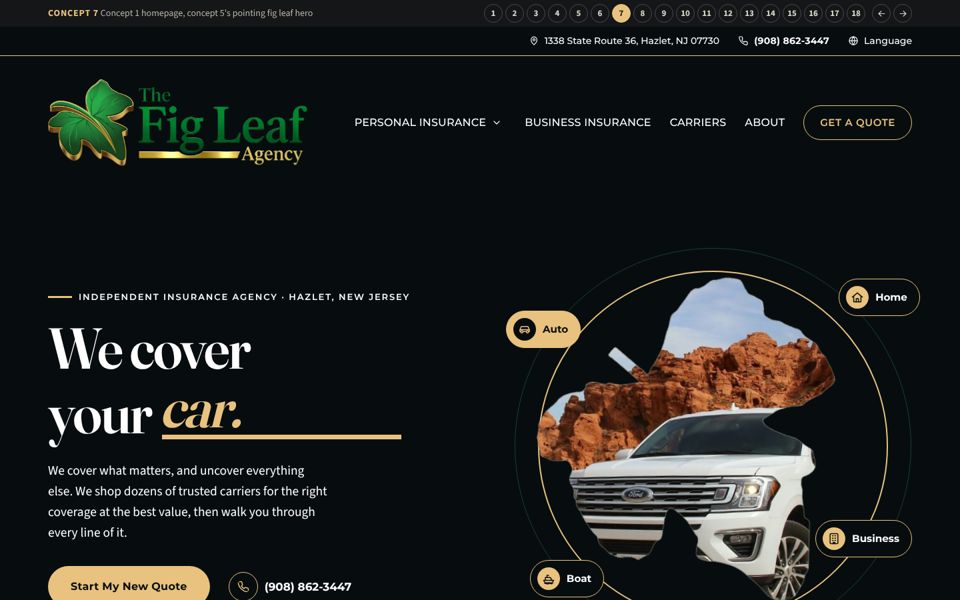 CONCEPT 7 Concept 1 homepage, concept 5's pointing fig leaf hero
1 2 3 4 5 6 7 8 9 10 11 12 13 14 15 16 17 18 ← →
1338 State Route 36, Hazlet, NJ 07730
(908) 862-3447
Language
The
Fig Leaf
Agency
PERSONAL INSURANCE
BUSINESS INSURANCE
CARRIERS
ABOUT
GET A QUOTE
INDEPENDENT INSURANCE AGENCY · HAZLET, NEW JERSEY
We cover
your car.
We cover what matters, and uncover everything
else. We shop dozens of trusted carriers for the right
coverage at the best value, then walk you through
every line of it.
Start My New Quote
(908) 862-3447
Home
Auto
Ford
Business
Boat